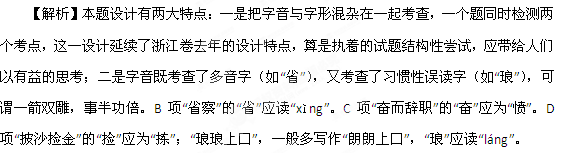 【解析】本题设计有两大特点：一是把字音与字形混杂在一起考查，一个题同时检测两
个考点，这一设计延续了浙江卷去年的设计特点，算是执着的试题结构性尝试，应带给人们
以有益的思考；二是字音既考查了多音字（如“省”），又考查了习惯性误读字（如“琅”），可
谓一箭双雕，事半功倍。B 项“省察”的“省”应读“xǐng”。C 项“奋而辞职”的“奋”应为“愤”。D
项“披沙捡金”的“捡”应为“拣”；“琅琅上口”，一般多写作“朗朗上口”，“琅”应读“láng”。